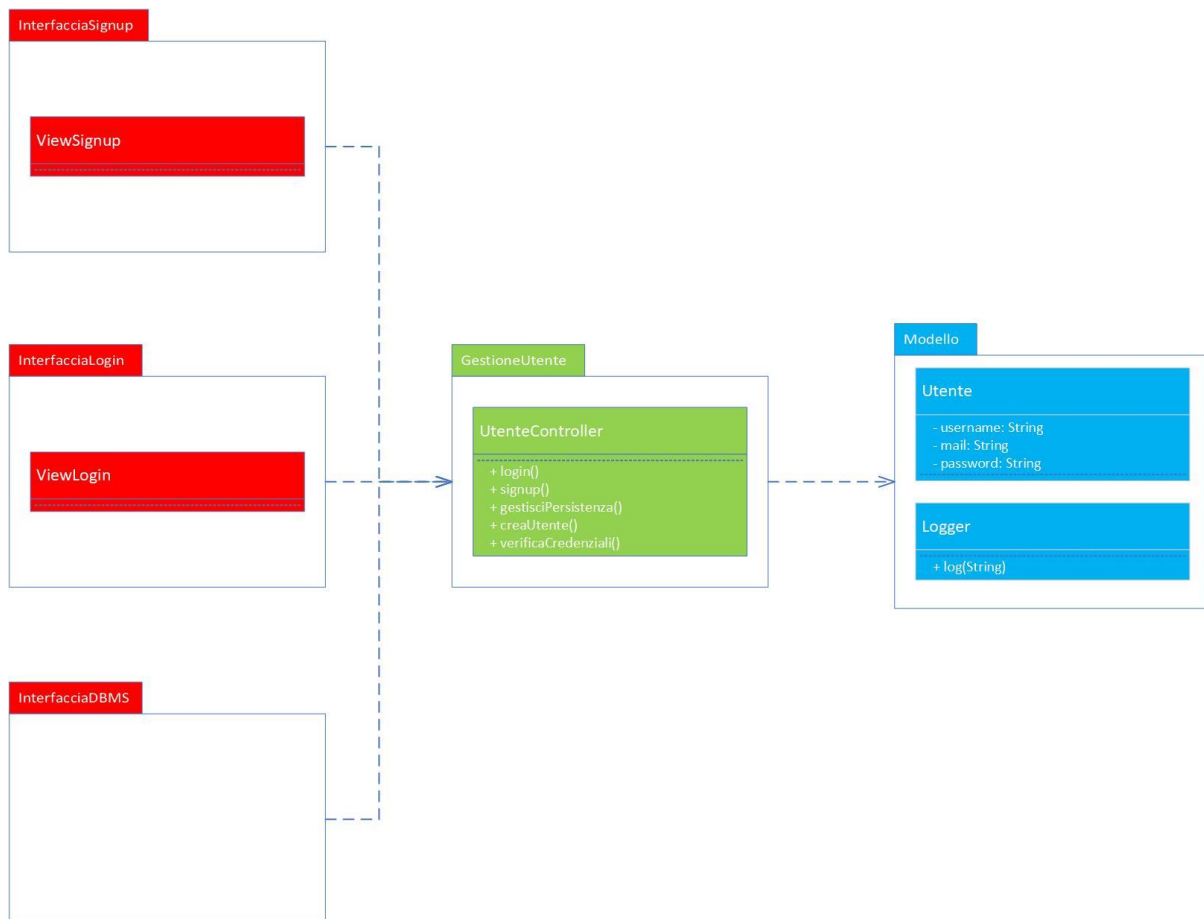 InterfacciaSignup
ViewSignup
InterfacciaLogin
ViewLogin
InterfacciaDBMS
GestioneUtente
UtenteController
+ login()
+ signup()
+ gestisciPersistenza()
+ creaUtente()
+ verificaCredenziali()
Modello
Utente
- username: String
- mail: String
- password: String
Logger
+ log(String)